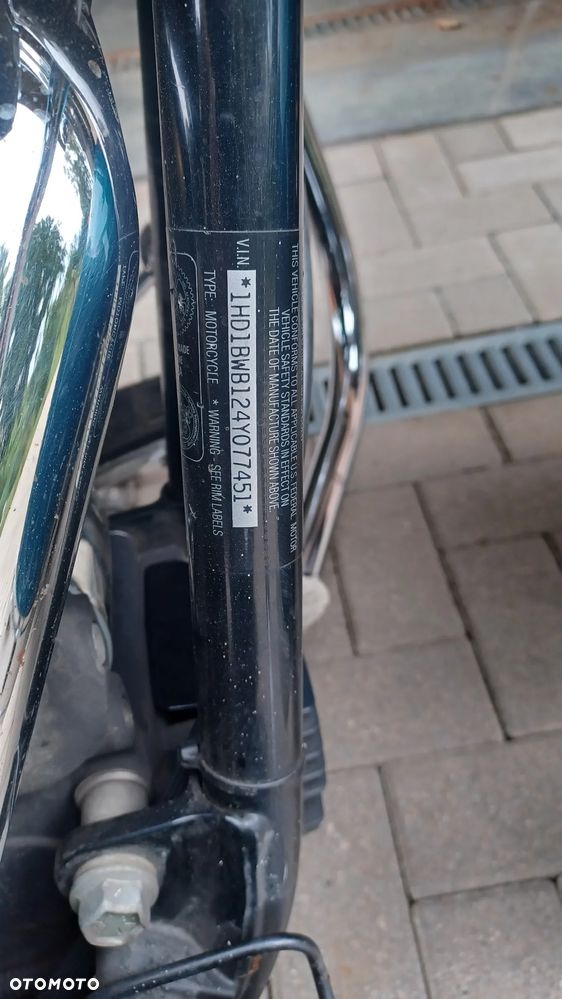 THIS VEHICLE CONFORMS TO ALL APPLICABLE U.S. FEDERAL MOTOR
VEHICLE SAFETY STANDARDS IN EFFECT ON
THE DATE OF MANUFACTURE SHOWN ABOVE.
V.I.N.
*1HD1BWB124Y077451*
TYPE: MOTORCYCLE * WARNING - SEE RIM LABELS
OTOMOTO